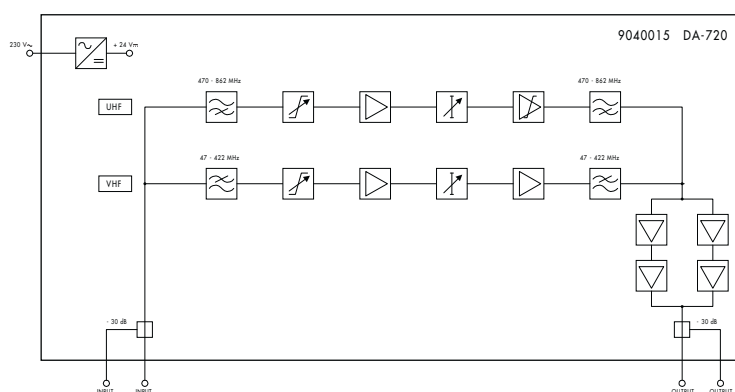 9040015 DA-720
230 V~
+ 24 Vm
470 - 862 MHz
470 - 862 MHz
UHF
47 - 422 MHz
47 - 422 MHz
VHF
- 30 dB
- 30 dB
INPUT
INPUT
OUTPUT
OUTPUT